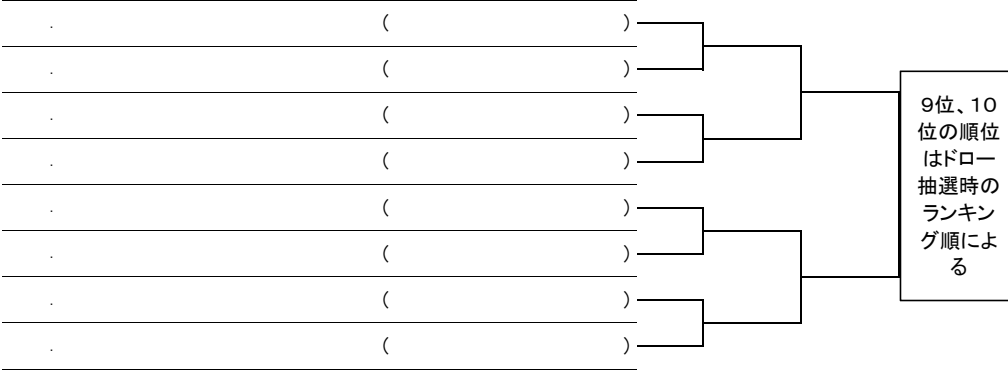 . ( )
. ( )
. ( )
. ( )
. ( )
. ( )
. ( )
. ( )
9位、10
位の順位
はドロー
抽選時の
ランキン
グ順によ
る